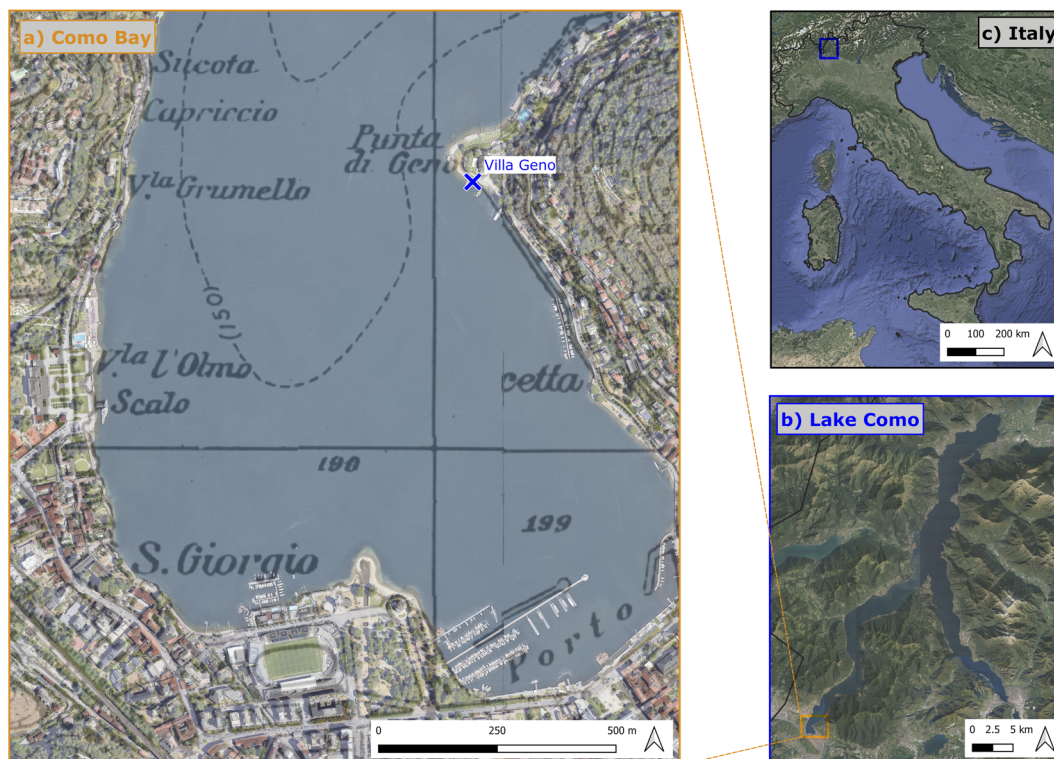 a) Como Bay
Sucota
Capriccio
Punta
di Geno
Villa Geno
V.la Grumello
(150)
V.la l'Olmo
Scalo
cetta
190
199
S. Giorgio
Porto
0 250 500 m
c) Italy
0 100 200 km
b) Lake Como
0 2.5 5 km